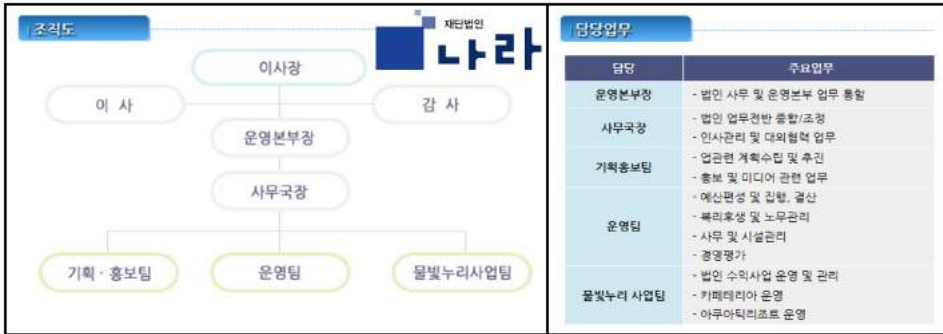 조직도
재단법인
나라
이사장
이 사
감 사
운영본부장
사무국장
기획 · 홍보팀
운영팀
물빛누리사업팀
담당업무
담당 주요업무
운영본부장 - 법인 사무 및 운영본부 업무 통할
사무국장 - 법인 업무전반 종합/조정
- 인사관리 및 대외협력 업무
기획홍보팀 - 업관련 계획수립 및 추진
- 홍보 및 미디어 관련 업무
운영팀 - 예산편성 및 집행, 결산
- 복리후생 및 노무관리
- 사무 및 시설관리
- 경영평가
물빛누리 사업팀 - 법인 수익사업 운영 및 관리
- 카페테리아 운영
- 아쿠아틱리조트 운영